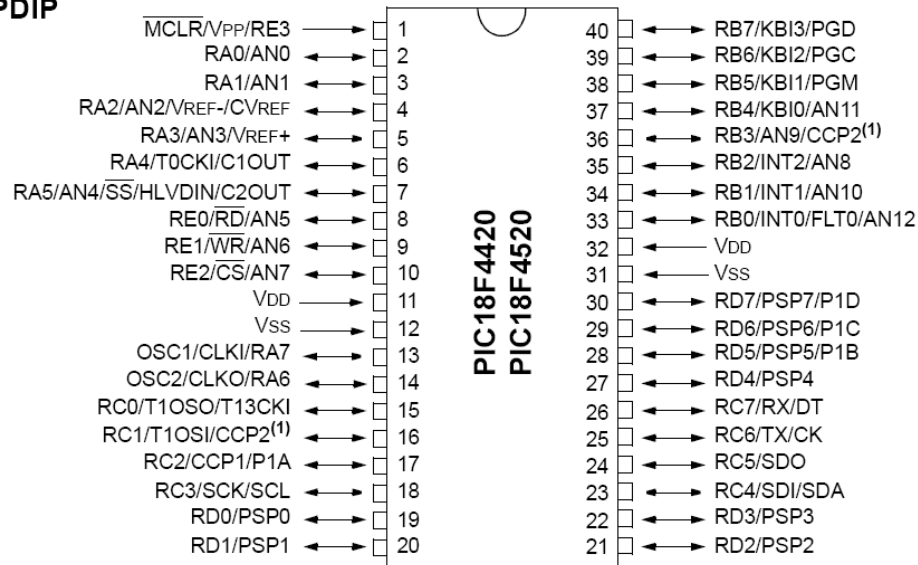 PDIP
MCLR/VPP/RE3 1 40 RB7/KBI3/PGD
RA0/AN0 2 39 RB6/KBI2/PGC
RA1/AN1 3 38 RB5/KBI1/PGM
RA2/AN2/VREF-/CVREF 4 37 RB4/KBI0/AN11
RA3/AN3/VREF+ 5 36 RB3/AN9/CCP2(1)
RA4/T0CKI/C1OUT 6 35 RB2/INT2/AN8
RA5/AN4/SS/HLVDIN/C2OUT 7 34 RB1/INT1/AN10
RE0/RD/AN5 8 33 RB0/INT0/FLT0/AN12
RE1/WR/AN6 9 32 VDD
RE2/CS/AN7 10 31 VSS
VDD 11 30 RD7/PSP7/P1D
VSS 12 29 RD6/PSP6/P1C
OSC1/CLKI/RA7 13 28 RD5/PSP5/P1B
OSC2/CLKO/RA6 14 27 RD4/PSP4
RC0/T1OSO/T13CKI 15 26 RC7/RX/DT
RC1/T1OSI/CCP2(1) 16 25 RC6/TX/CK
RC2/CCP1/P1A 17 24 RC5/SDO
RC3/SCK/SCL 18 23 RC4/SDI/SDA
RD0/PSP0 19 22 RD3/PSP3
RD1/PSP1 20 21 RD2/PSP2
PIC18F4420
PIC18F4520